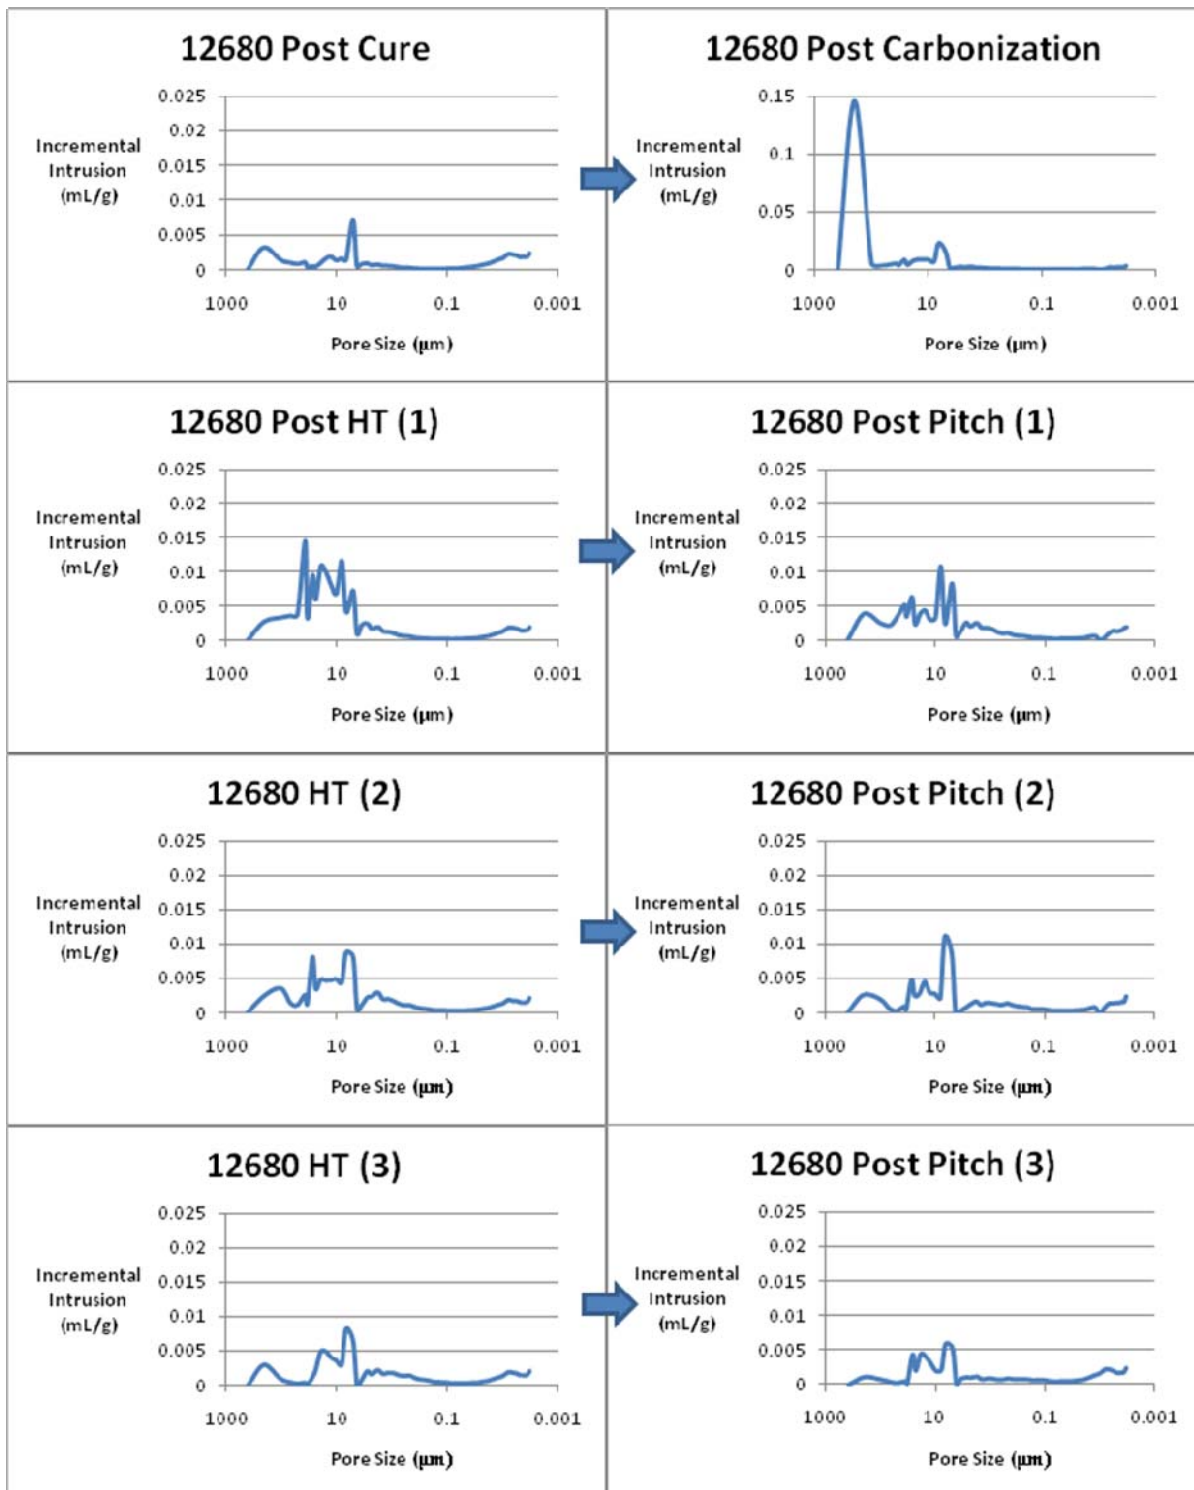 12680 Post Cure
0.025
0.02
0.015
0.01
0.005
0
Incremental
Intrusion
(mL/g)
1000 10 0.1 0.001
Pore Size (μm)
12680 Post Carbonization
0.15
0.1
0.05
0
Incremental
Intrusion
(mL/g)
1000 10 0.1 0.001
Pore Size (μm)
12680 Post HT (1)
0.025
0.02
0.015
0.01
0.005
0
Incremental
Intrusion
(mL/g)
1000 10 0.1 0.001
Pore Size (μm)
12680 Post Pitch (1)
0.025
0.02
0.015
0.01
0.005
0
Incremental
Intrusion
(mL/g)
1000 10 0.1 0.001
Pore Size (μm)
12680 HT (2)
0.025
0.02
0.015
0.01
0.005
0
Incremental
Intrusion
(mL/g)
1000 10 0.1 0.001
Pore Size (μm)
12680 Post Pitch (2)
0.025
0.02
0.015
0.01
0.005
0
Incremental
Intrusion
(mL/g)
1000 10 0.1 0.001
Pore Size (μm)
12680 HT (3)
0.025
0.02
0.015
0.01
0.005
0
Incremental
Intrusion
(mL/g)
1000 10 0.1 0.001
Pore Size (μm)
12680 Post Pitch (3)
0.025
0.02
0.015
0.01
0.005
0
Incremental
Intrusion
(mL/g)
1000 10 0.1 0.001
Pore Size (μm)